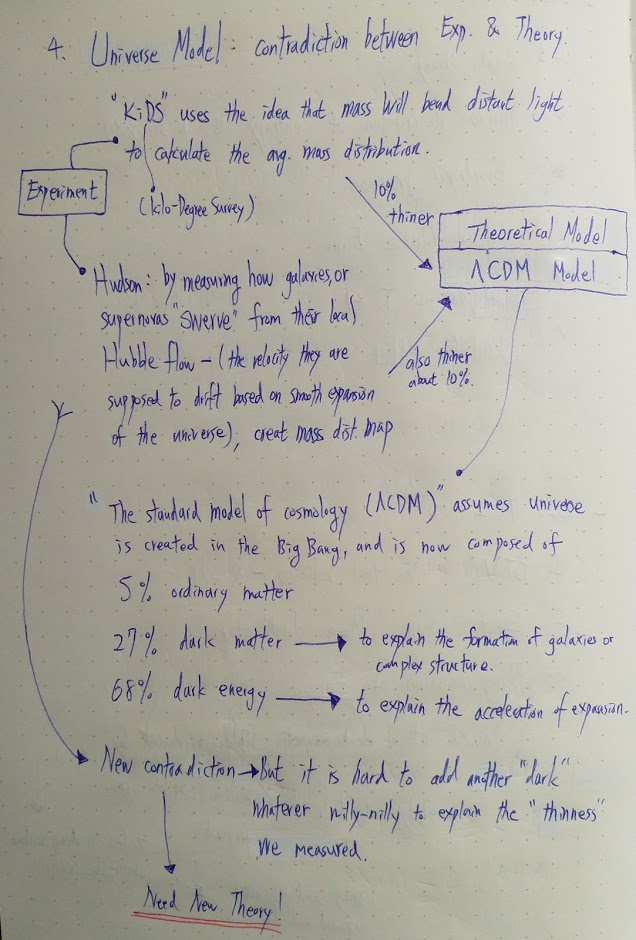 4. Universe Model: contradiction between Exp. & Theory.
"KiDS" uses the idea that mass will bend distant light
to calculate the avg. mass distribution.
Experiment
(Kilo-Degree Survey)
10%
thiner
Theoretical Model
ΛCDM Model
Hudson: by measuring how galaxies, or
supernovas "swerve" from their local
Hubble flow - (the velocity they are
supposed to drift based on smooth expansion
of the universe), creat mass dist. map
also thiner
about 10%.
"The standard model of cosmology (ΛCDM)" assumes universe
is created in the Big Bang, and is now composed of
5% ordinary matter
27% dark matter → to explain the formation of galaxies or
complex structure.
68% dark energy → to explain the acceleration of expansion.
New contradiction → But it is hard to add another "dark"
whatever nilly-nilly to explain the "thinness"
we measured.
Need New Theory!